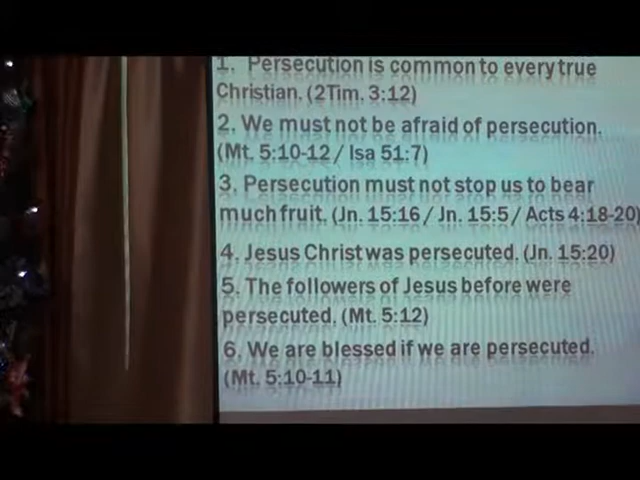 1. Persecution is common to every true
Christian. (2Tim. 3:12)
2. We must not be afraid of persecution.
(Mt. 5:10-12 / Isa 51:7)
3. Persecution must not stop us to bear
much fruit. (Jn. 15:16 / Jn. 15:5 / Acts 4:18-20)
4. Jesus Christ was persecuted. (Jn. 15:20)
5. The followers of Jesus before were
persecuted. (Mt. 5:12)
6. We are blessed if we are persecuted.
(Mt. 5:10-11)